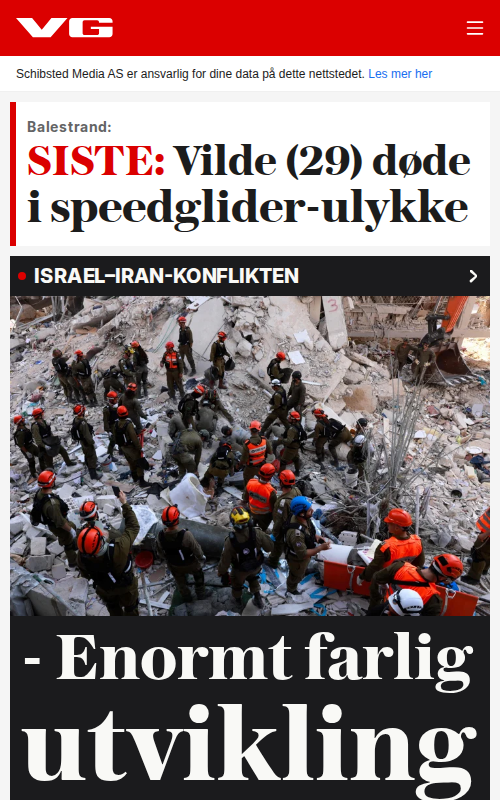 VG
Schibsted Media AS er ansvarlig for dine data på dette nettstedet. Les mer her
Balestrand:
SISTE: Vilde (29) døde
i speedglider-ulykke
ISRAEL–IRAN-KONFLIKTEN
- Enormt farlig
utvikling